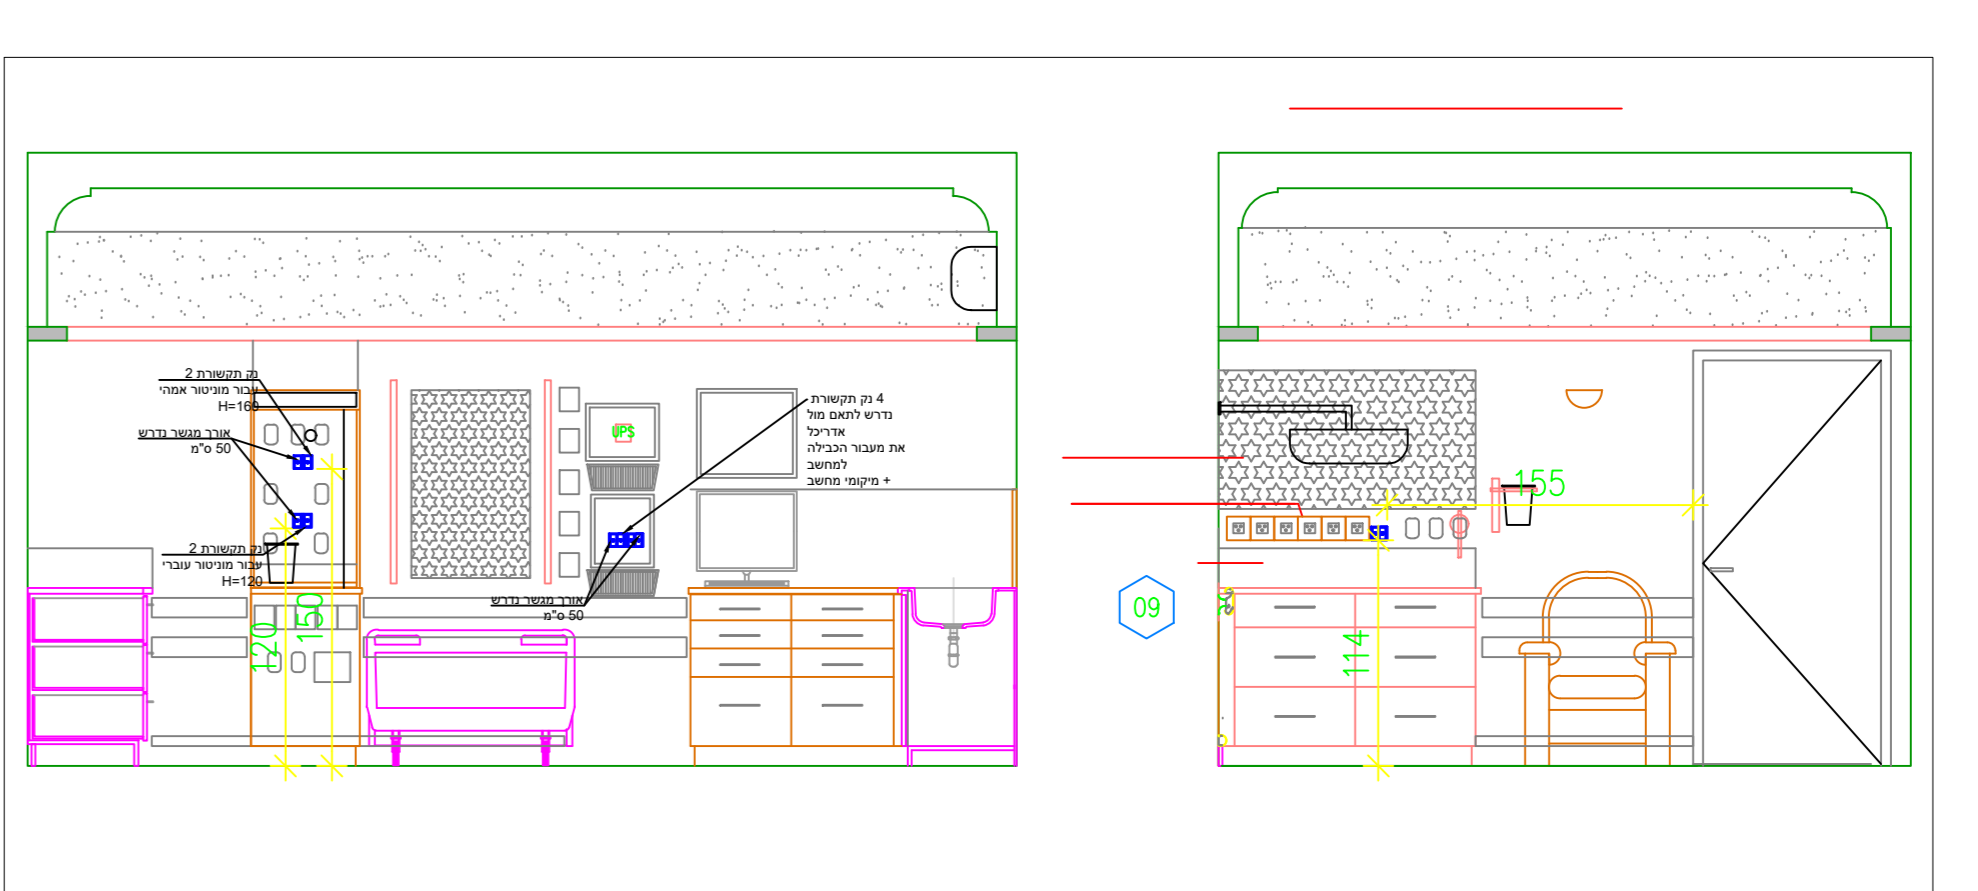 2 נק תקשורת
עבור מוניטור אמהי
H=160
אורך מגשר נדרש
50 ס"מ
2 נק תקשורת
עבור מוניטור עוברי
H=120
120
150
UPS
4 נק תקשורת
נדרש לתאם מול
אדריכל
את מעבור הכבילה
למחשב
+ מיקומי מחשב
אורך מגשר נדרש
50 ס"מ
09
155
114